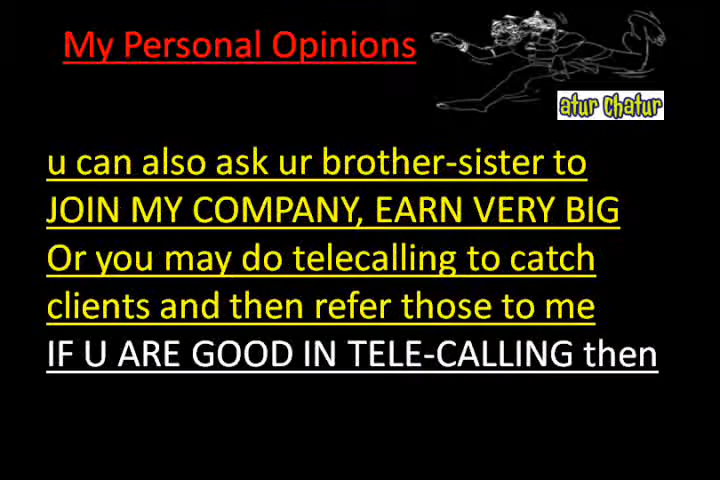 My Personal Opinions
atur chatur
u can also ask ur brother-sister to
JOIN MY COMPANY, EARN VERY BIG
Or you may do telecalling to catch
clients and then refer those to me
IF U ARE GOOD IN TELE-CALLING then